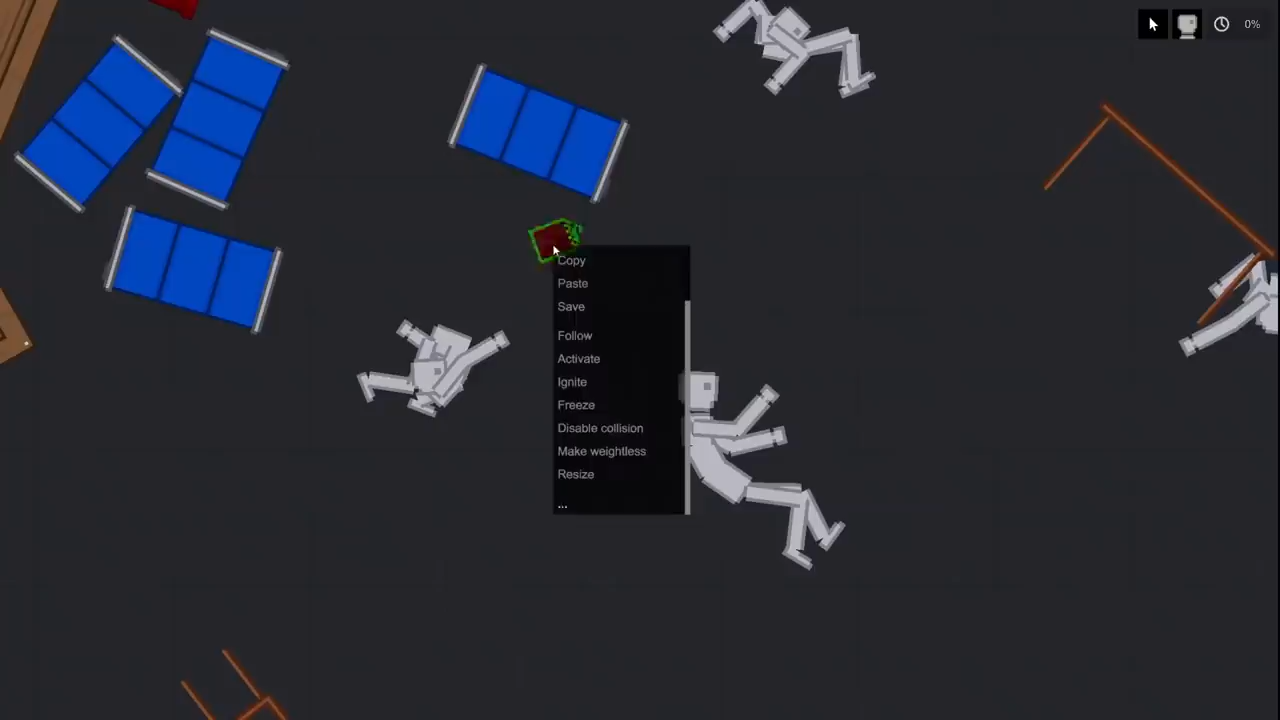 0%
Copy
Paste
Save
Follow
Activate
Ignite
Freeze
Disable collision
Make weightless
Resize
...